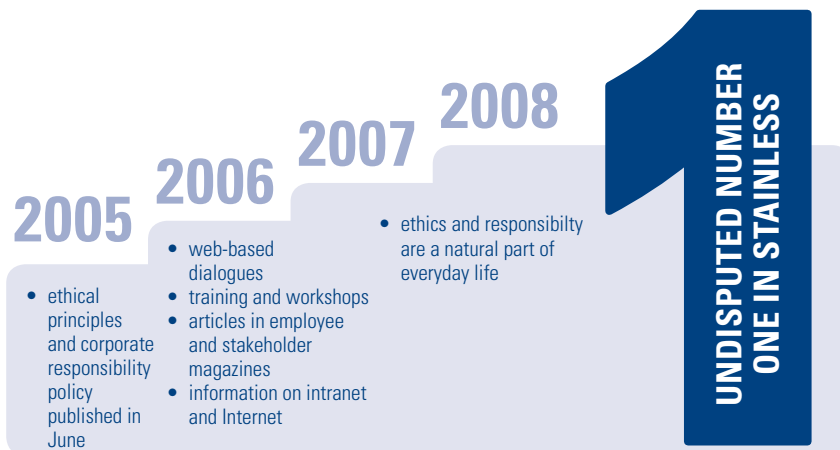 2005
• ethical
principles
and corporate
responsibility
policy
published in
June
2006
• web-based
dialogues
• training and workshops
• articles in employee
and stakeholder
magazines
• information on intranet
and Internet
2007
2008
• ethics and responsibilty
are a natural part of
everyday life
1
UNDISPUTED NUMBER
ONE IN STAINLESS